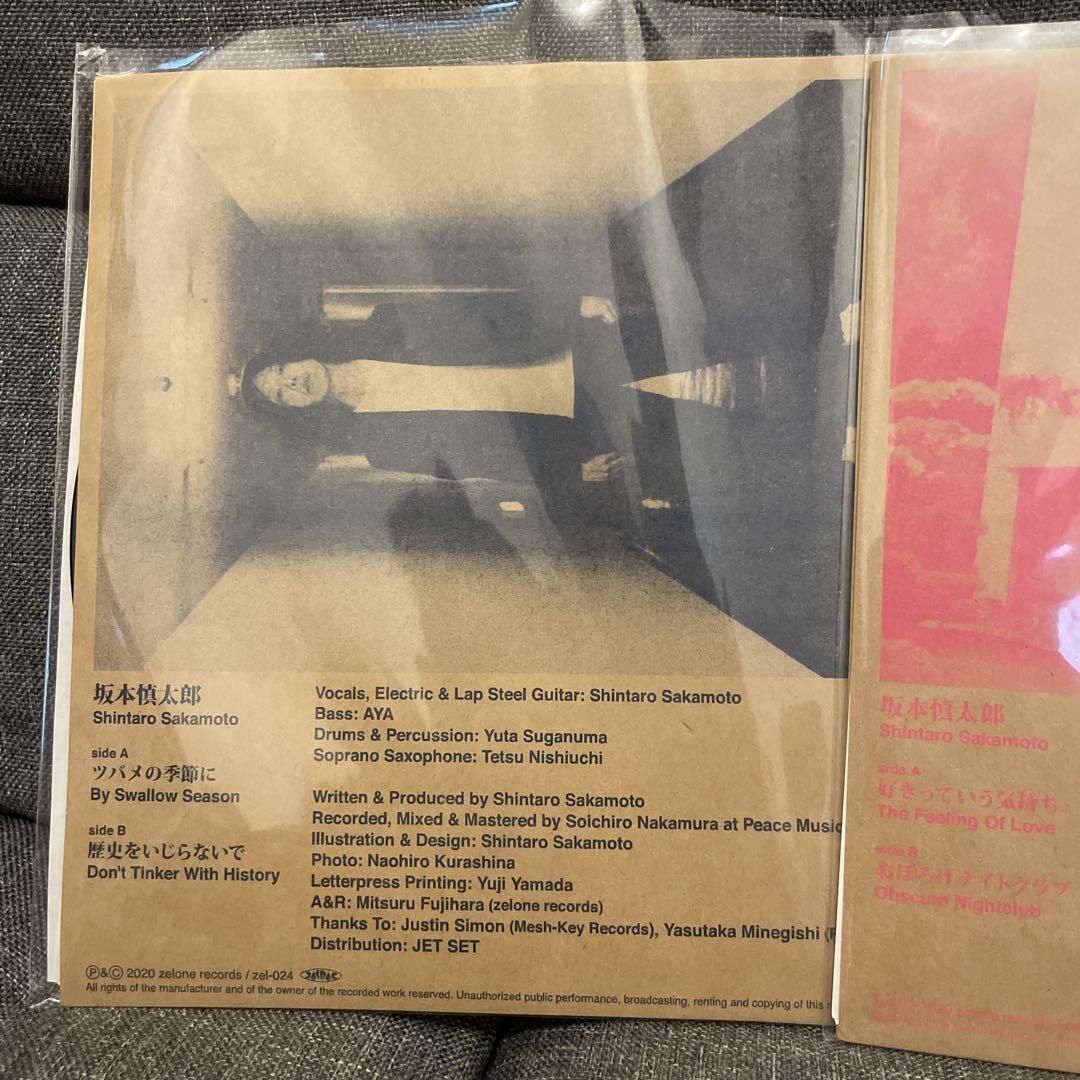 坂本慎太郎
Shintaro Sakamoto
side A
ツバメの季節に
By Swallow Season
side B
歴史をいじらないで
Don't Tinker With History
Vocals, Electric & Lap Steel Guitar: Shintaro Sakamoto
Bass: AYA
Drums & Percussion: Yuta Suganuma
Soprano Saxophone: Tetsu Nishiuchi
Written & Produced by Shintaro Sakamoto
Recorded, Mixed & Mastered by Soichiro Nakamura at Peace Music
Illustration & Design: Shintaro Sakamoto
Photo: Naohiro Kurashina
Letterpress Printing: Yuji Yamada
A&R: Mitsuru Fujihara (zelone records)
Thanks To: Justin Simon (Mesh-Key Records), Yasutaka Minegishi
Distribution: JET SET
Ⓟ&Ⓒ 2020 zelone records / zel-024 JASRAC
All rights of the manufacturer and of the owner of the recorded work reserved. Unauthorized public performance, broadcasting, renting and copying of this
坂本慎太郎
Shintaro Sakamoto
side A
好きっていう気持ち
The Feeling Of Love
side B
おぼろげナイトクラブ
Obscure Nightclub